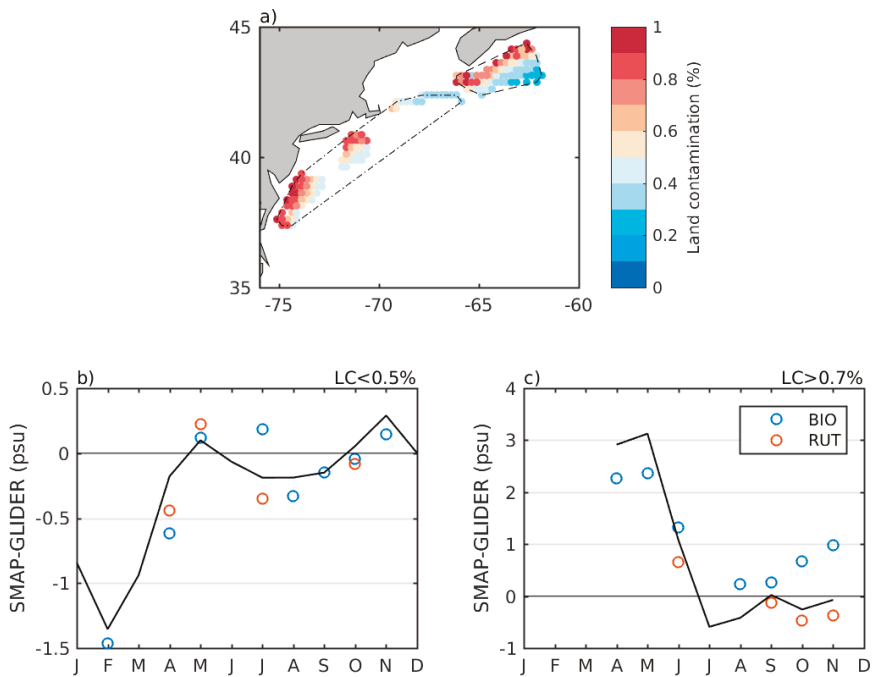 a)
45
40
35
-75
-70
-65
-60
1
0.8
0.6
0.4
0.2
0
Land contamination (%)
b)
LC<0.5%
0.5
0
-0.5
-1
-1.5
SMAP-GLIDER (psu)
J F M A M J J A S O N D
c)
LC>0.7%
4
3
2
1
0
-1
SMAP-GLIDER (psu)
BIO
RUT
J F M A M J J A S O N D